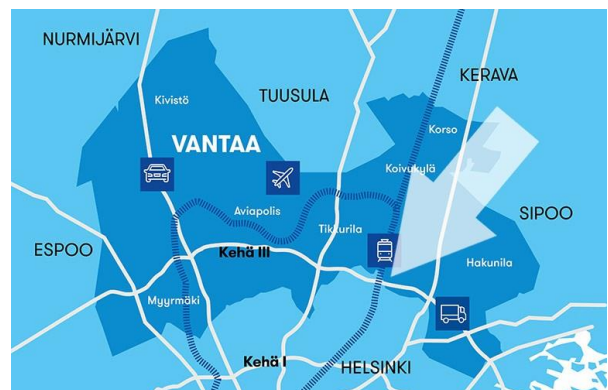 NURMIJÄRVI
KERAVA
TUUSULA
Kivistö
Korso
VANTAA
Koivukylä
Aviapolis
SIPOO
Tikkurila
ESPOO
Kehä III
Hakunila
Myyrmäki
Kehä I
HELSINKI